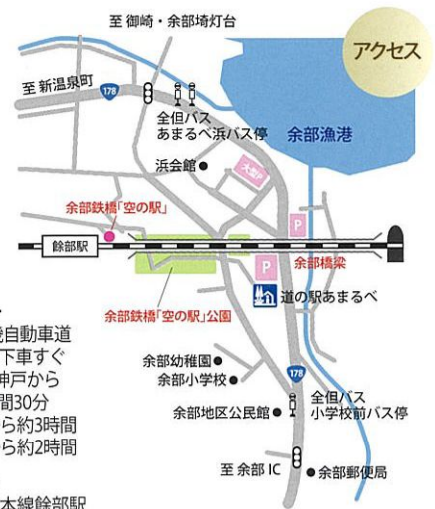 アクセス
至 御崎・余部埼灯台
至 新温泉町
178
全但バス
あまるべ浜バス停
余部漁港
浜会館
大型P
余部鉄橋「空の駅」
P
餘部駅
余部橋梁
P
道の駅あまるべ
余部鉄橋「空の駅」公園
自動車道
下車すぐ
神戸から
間30分
ら約3時間
ら約2時間
本線餘部駅
余部幼稚園
余部小学校
178
余部地区公民館
全但バス
小学校前バス停
至 余部 IC
余部郵便局